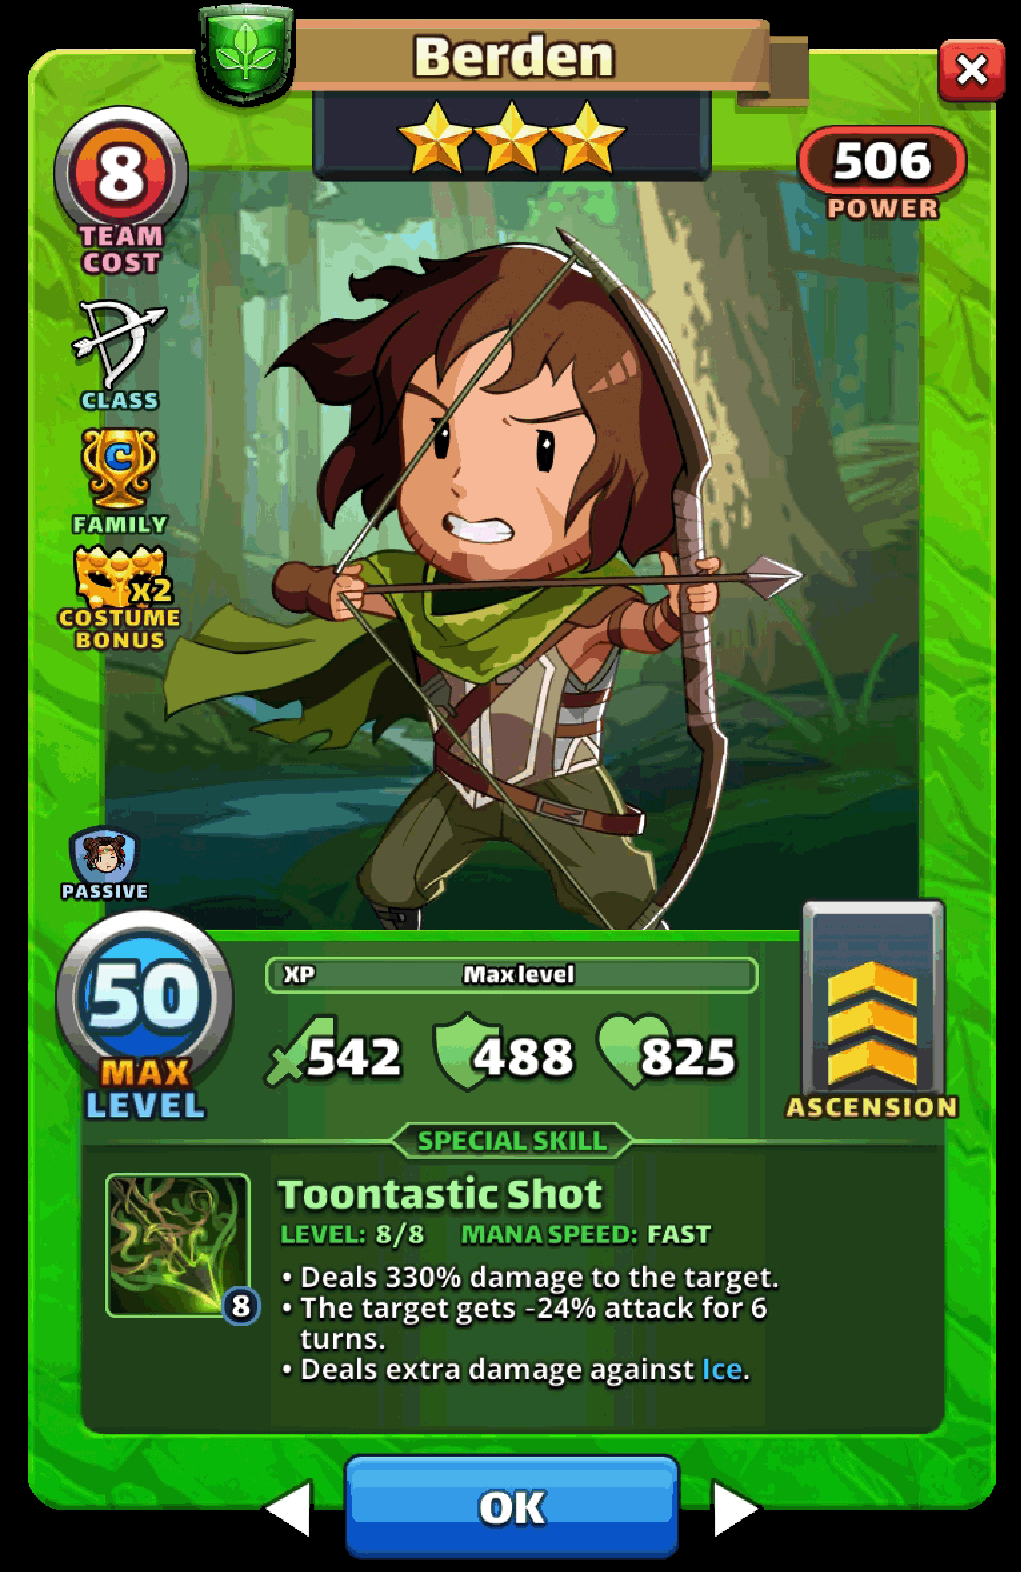 Berden
8
TEAM
COST
506
POWER
CLASS
C
FAMILY
x2
COSTUME
BONUS
PASSIVE
50
MAX
LEVEL
XP Max level
542 488 825
ASCENSION
SPECIAL SKILL
Toontastic Shot
LEVEL: 8/8 MANA SPEED: FAST
• Deals 330% damage to the target.
• The target gets -24% attack for 6
turns.
• Deals extra damage against Ice.
8
OK